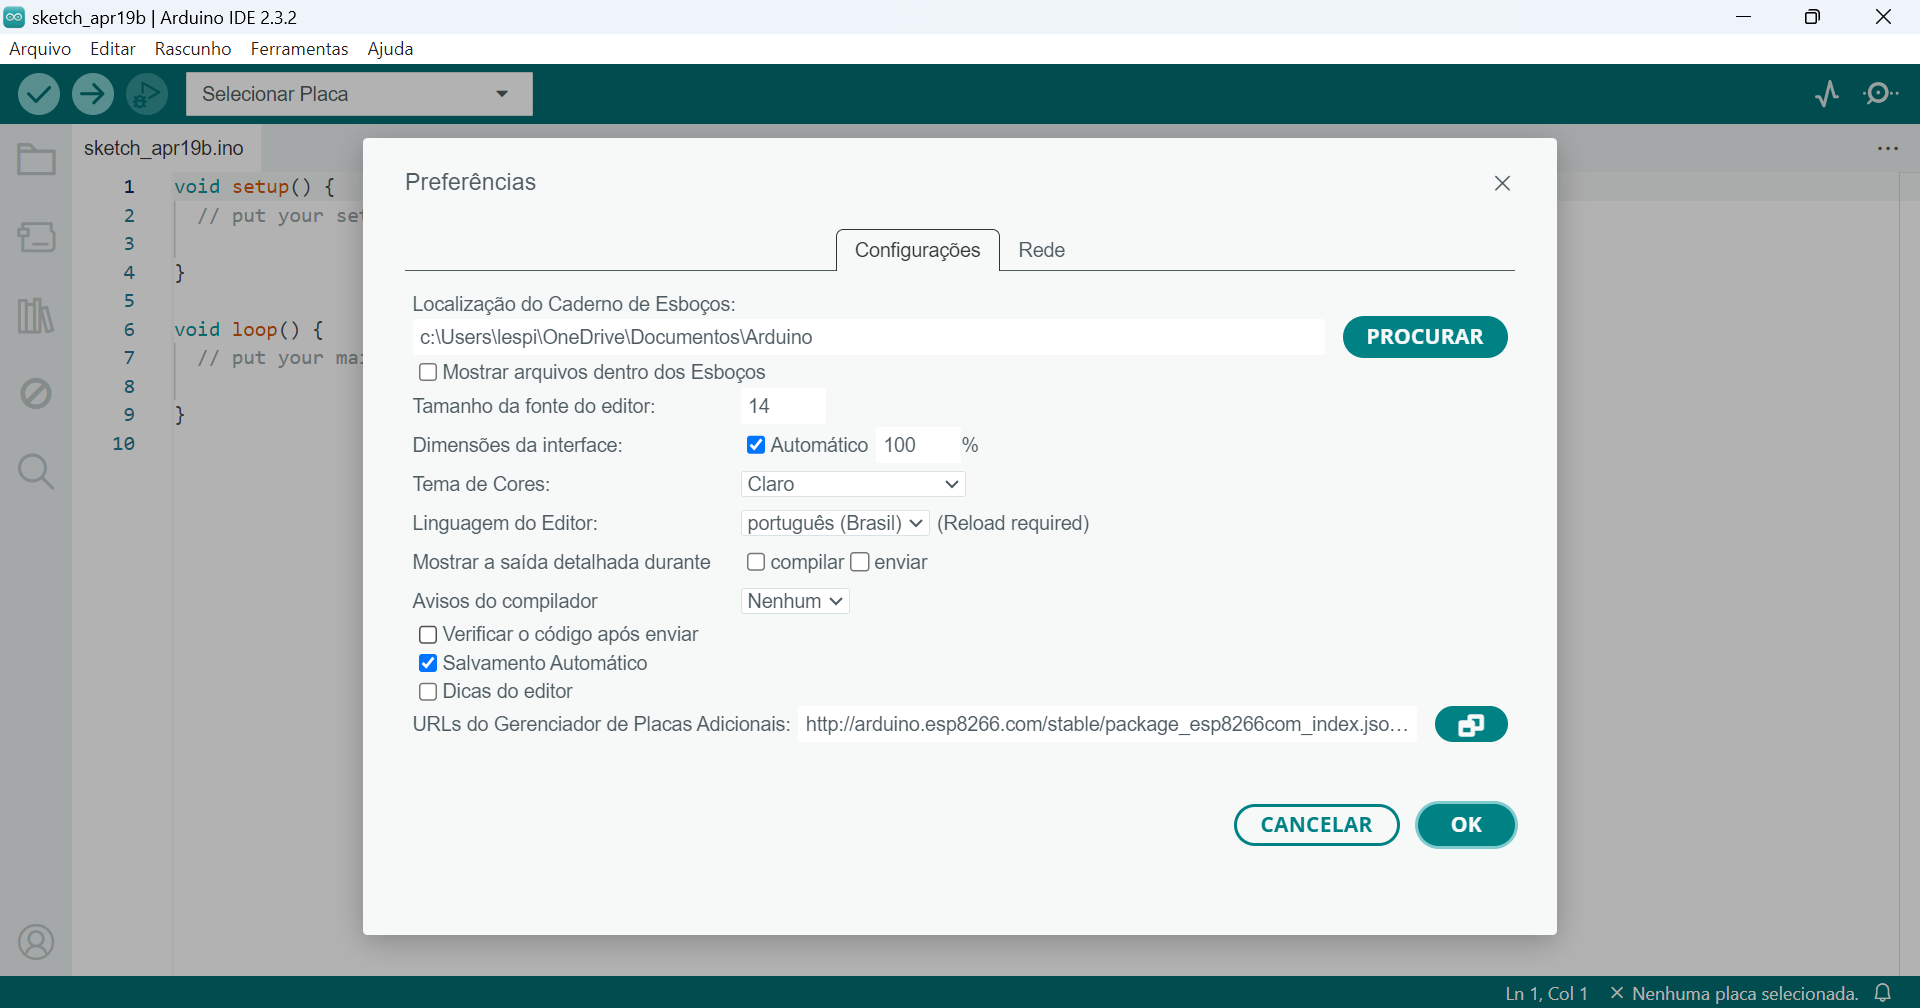 sketch_apr19b | Arduino IDE 2.3.2
Arquivo Editar Rascunho Ferramentas Ajuda
Selecionar Placa
sketch_apr19b.ino
1 void setup() {
2 // put your se
3
4 }
5
6 void loop() {
7 // put your ma
8
9 }
10
Preferências
Configurações Rede
Localização do Caderno de Esboços:
c:\Users\lespi\OneDrive\Documentos\Arduino PROCURAR
Mostrar arquivos dentro dos Esboços
Tamanho da fonte do editor: 14
Dimensões da interface: Automático 100 %
Tema de Cores: Claro
Linguagem do Editor: português (Brasil) (Reload required)
Mostrar a saída detalhada durante compilar enviar
Avisos do compilador Nenhum
Verificar o código após enviar
Salvamento Automático
Dicas do editor
URLs do Gerenciador de Placas Adicionais: http://arduino.esp8266.com/stable/package_esp8266com_index.jso...
CANCELAR OK
Ln 1, Col 1 Nenhuma placa selecionada.